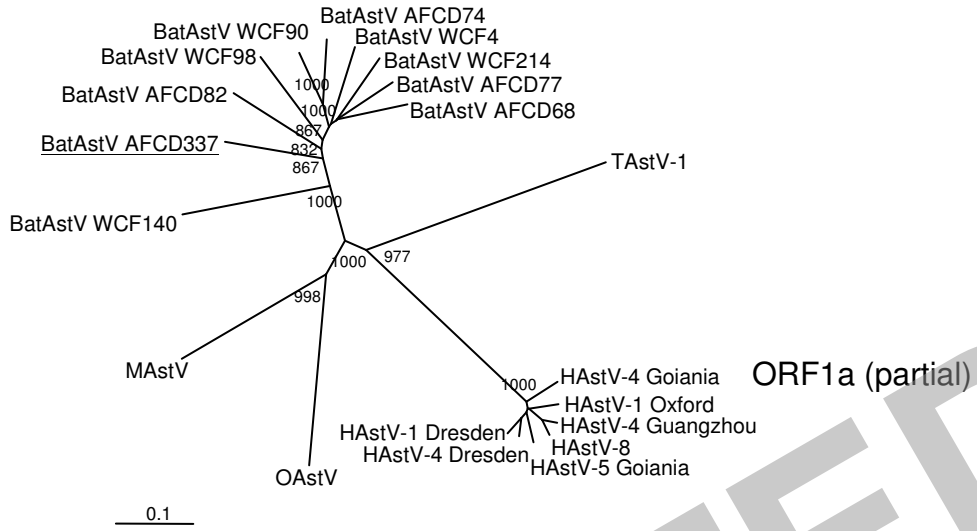 BatAstV AFCD74
BatAstV WCF90
BatAstV WCF4
BatAstV WCF98
BatAstV WCF214
BatAstV AFCD77
BatAstV AFCD82
BatAstV AFCD68
1000
1000
867
BatAstV AFCD337
832
867
TAstV-1
1000
BatAstV WCF140
977
1000
998
MAstV
ORF1a (partial)
1000
HAstV-4 Goiania
HAstV-1 Oxford
HAstV-4 Guangzhou
HAstV-1 Dresden
HAstV-8
HAstV-4 Dresden
HAstV-5 Goiania
OAstV
0.1